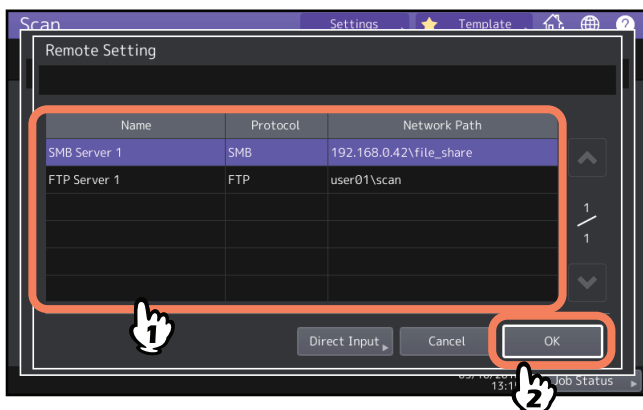 Scan Settings Template ?
Remote Setting
Name Protocol Network Path
SMB Server 1 SMB 192.168.0.42\file_share
FTP Server 1 FTP user01\scan
1
1
1
Direct Input Cancel OK
Job Status
2